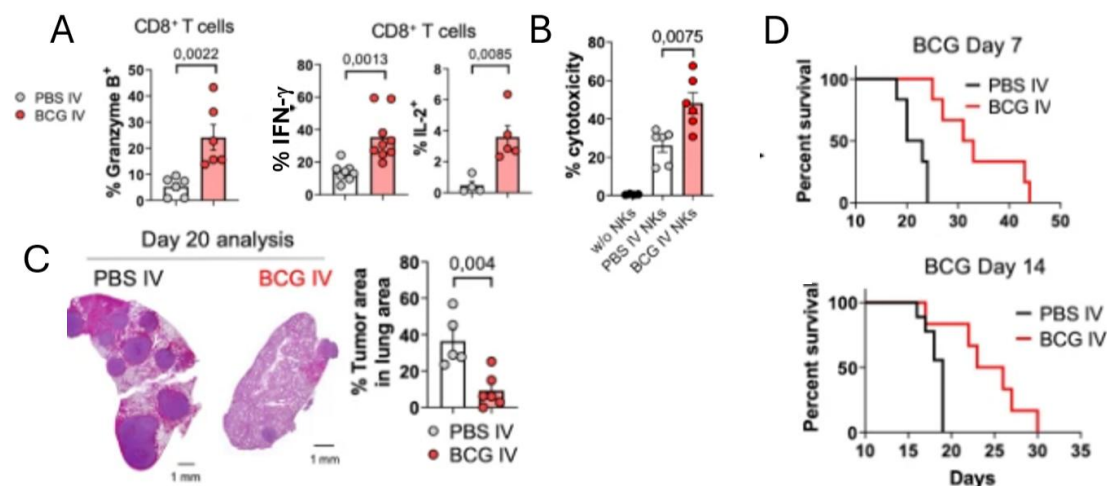 A
CD8⁺ T cells
0,0022
% Granzyme B⁺
50
40
30
20
10
0
PBS IV
BCG IV
CD8⁺ T cells
0,0013
% IFN-γ
80
60
40
20
0
0,0085
% IL-2⁺
8
6
4
2
0
B
0,0075
% cytotoxicity
80
60
40
20
0
w/o NKs
PBS IV NKs
BCG IV NKs
C
Day 20 analysis
PBS IV
BCG IV
1 mm
1 mm
0,004
% Tumor area
in lung area
80
60
40
20
0
PBS IV
BCG IV
D
BCG Day 7
Percent survival
100
50
0
PBS IV
BCG IV
10 20 30 40 50
BCG Day 14
Percent survival
100
50
0
PBS IV
BCG IV
10 15 20 25 30 35
Days